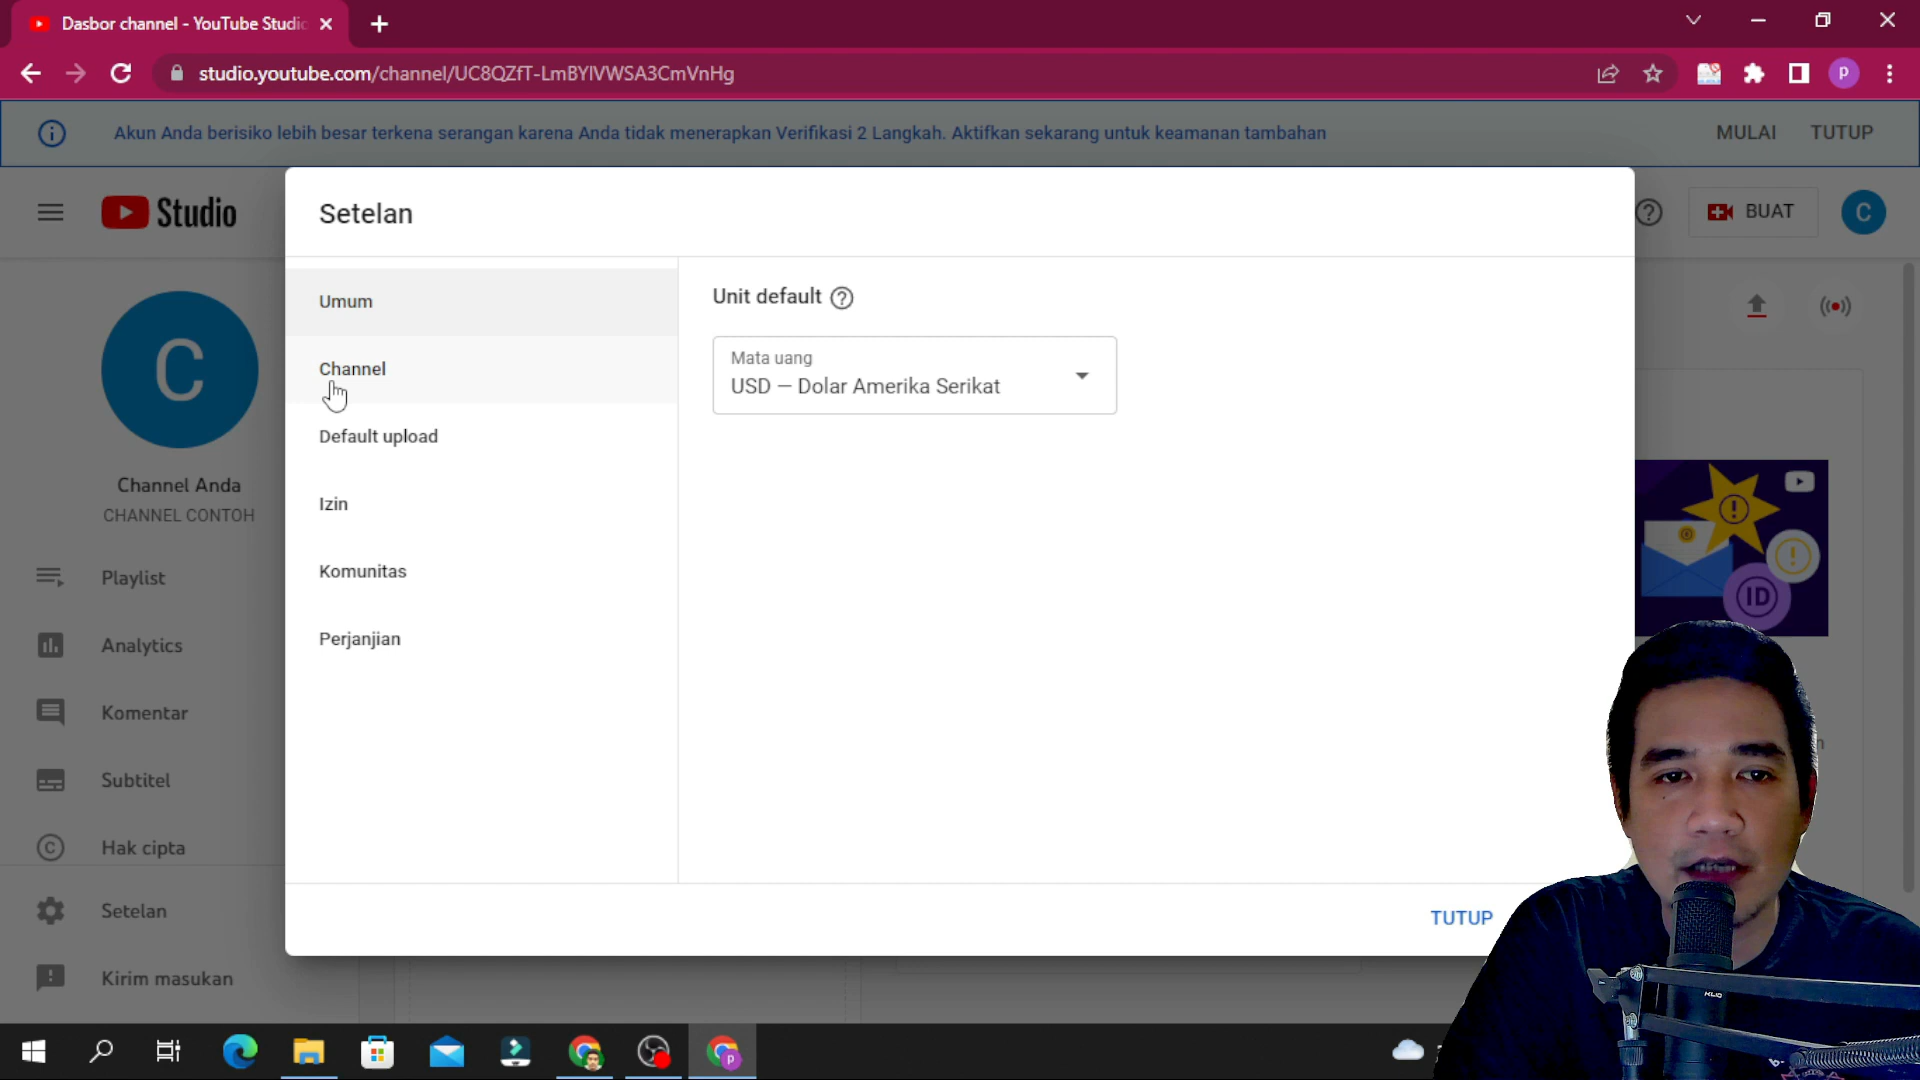 Dasbor channel - YouTube Studio
studio.youtube.com/channel/UC8QZfT-LmBYlVWSA3CmVnHg
P
Akun Anda berisiko lebih besar terkena serangan karena Anda tidak menerapkan Verifikasi 2 Langkah. Aktifkan sekarang untuk keamanan tambahan
MULAI
TUTUP
Studio
BUAT
C
Setelan
Umum
Channel
Default upload
Izin
Komunitas
Perjanjian
Unit default
Mata uang
USD — Dolar Amerika Serikat
TUTUP
C
Channel Anda
CHANNEL CONTOH
Playlist
Analytics
Komentar
Subtitel
Hak cipta
Setelan
Kirim masukan
ID
P